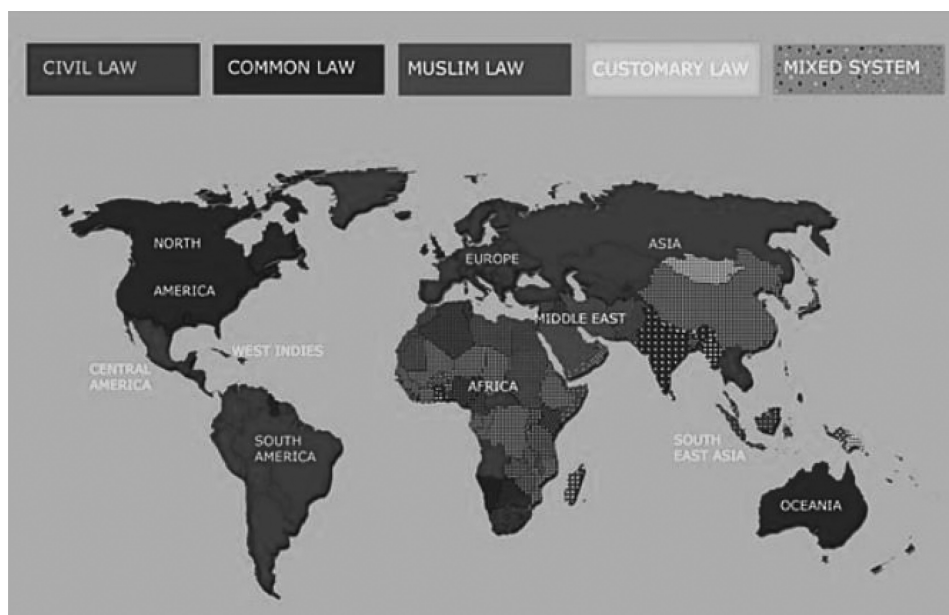 CIVIL LAW
COMMON LAW
MUSLIM LAW
CUSTOMARY LAW
MIXED SYSTEM
NORTH
AMERICA
EUROPE
ASIA
MIDDLE EAST
WEST INDIES
CENTRAL
AMERICA
AFRICA
SOUTH
AMERICA
SOUTH
EAST ASIA
OCEANIA